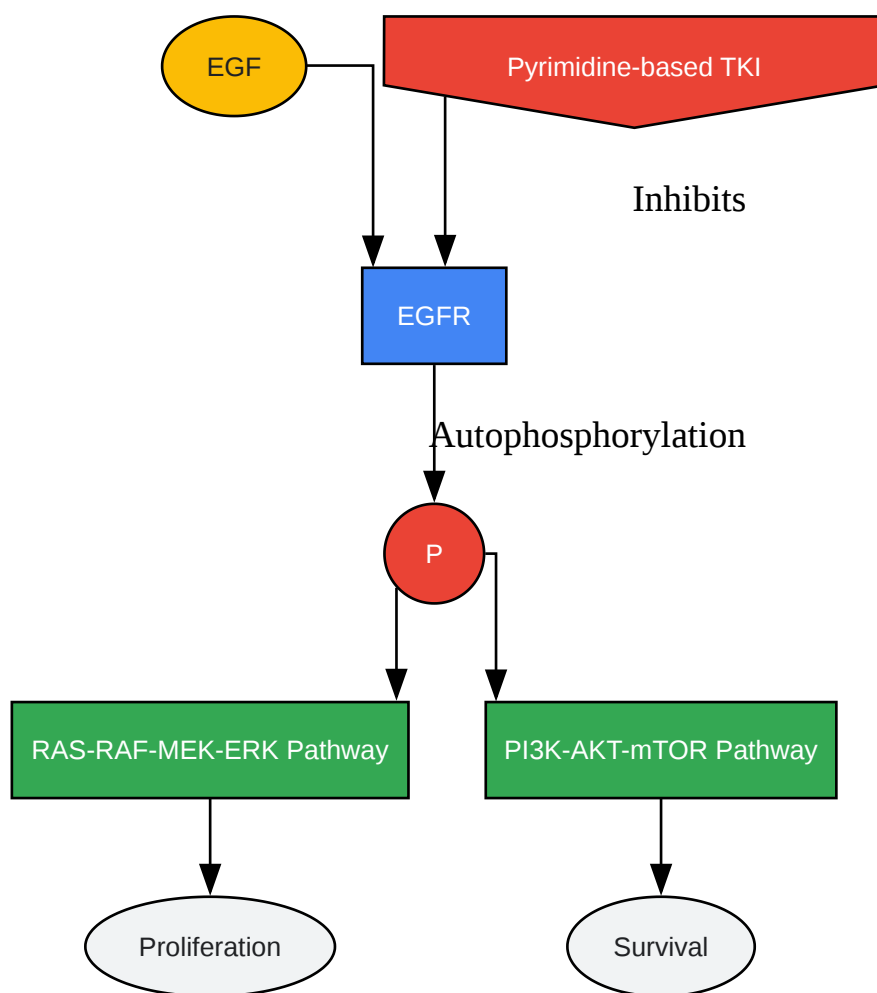 EGF
Pyrimidine-based TKI
Inhibits
EGFR
Autophosphorylation
P
RAS-RAF-MEK-ERK Pathway
PI3K-AKT-mTOR Pathway
Proliferation
Survival